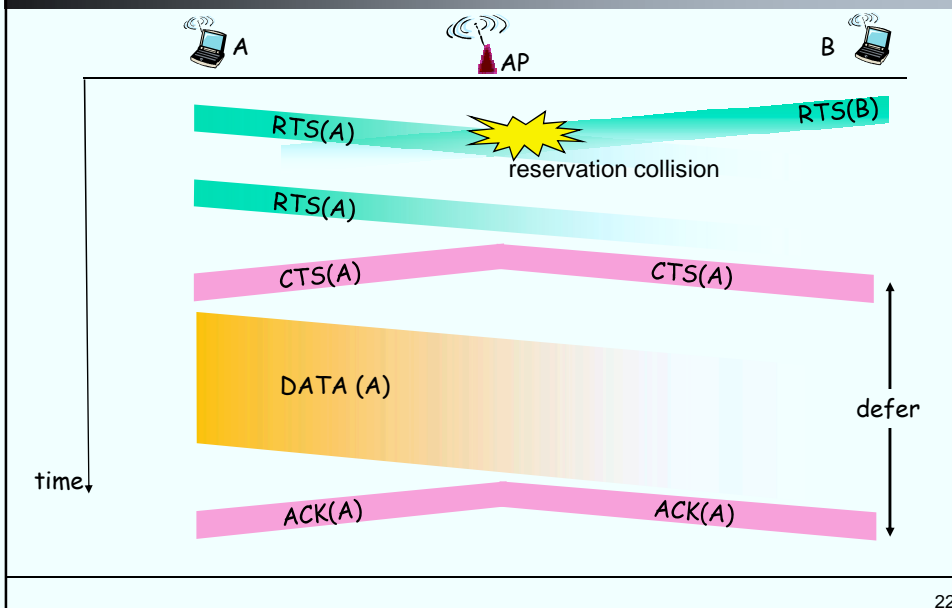 A
AP
B
RTS(A)
RTS(B)
reservation collision
RTS(A)
CTS(A)
CTS(A)
DATA (A)
defer
time
ACK(A)
ACK(A)
22